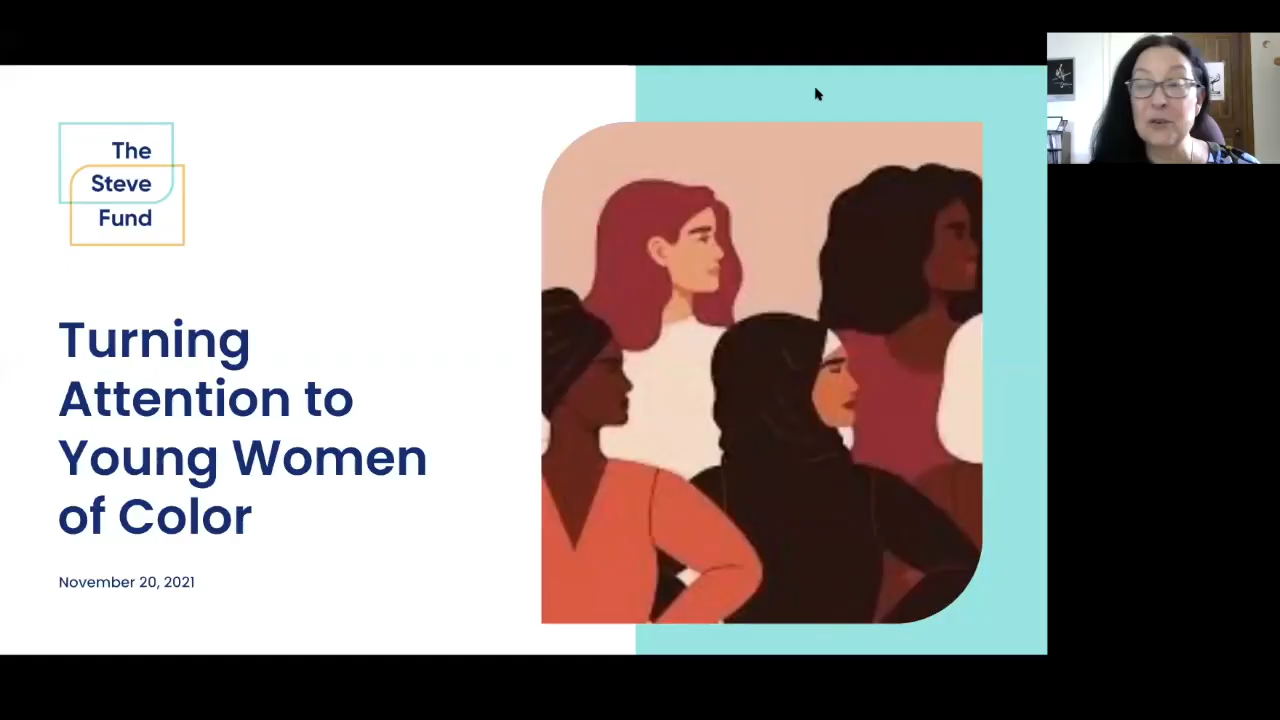 The
Steve
Fund
Turning
Attention to
Young Women
of Color
November 20, 2021